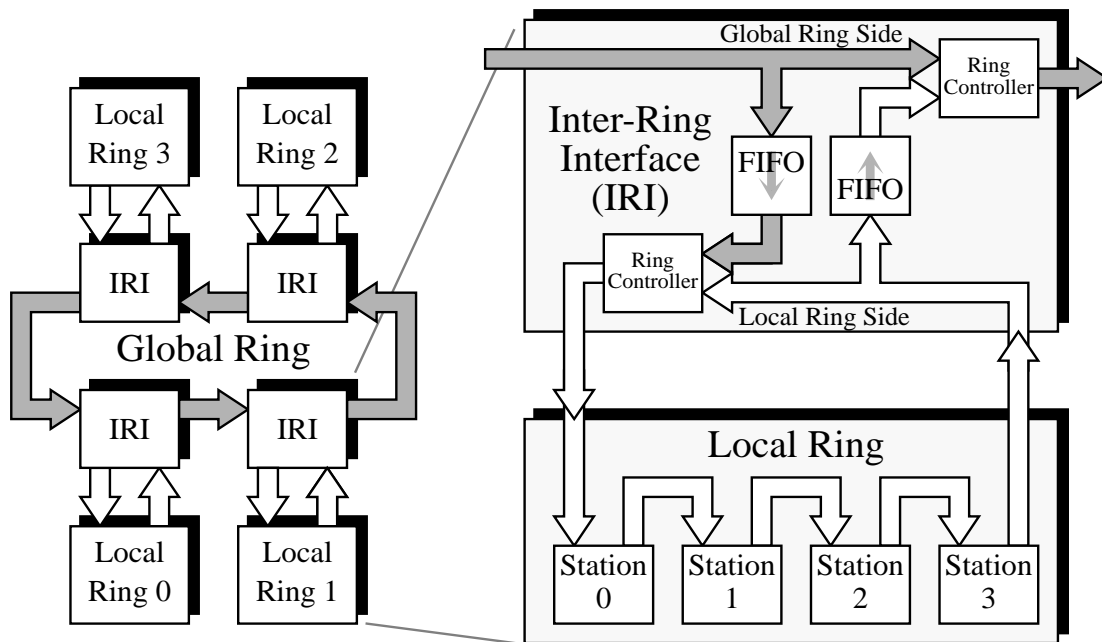 Local
Ring 3
Local
Ring 2
IRI
IRI
Global Ring
IRI
IRI
Local
Ring 0
Local
Ring 1
Global Ring Side
Ring
Controller
Inter-Ring
Interface
(IRI)
FIFO
FIFO
Ring
Controller
Local Ring Side
Local Ring
Station
0
Station
1
Station
2
Station
3